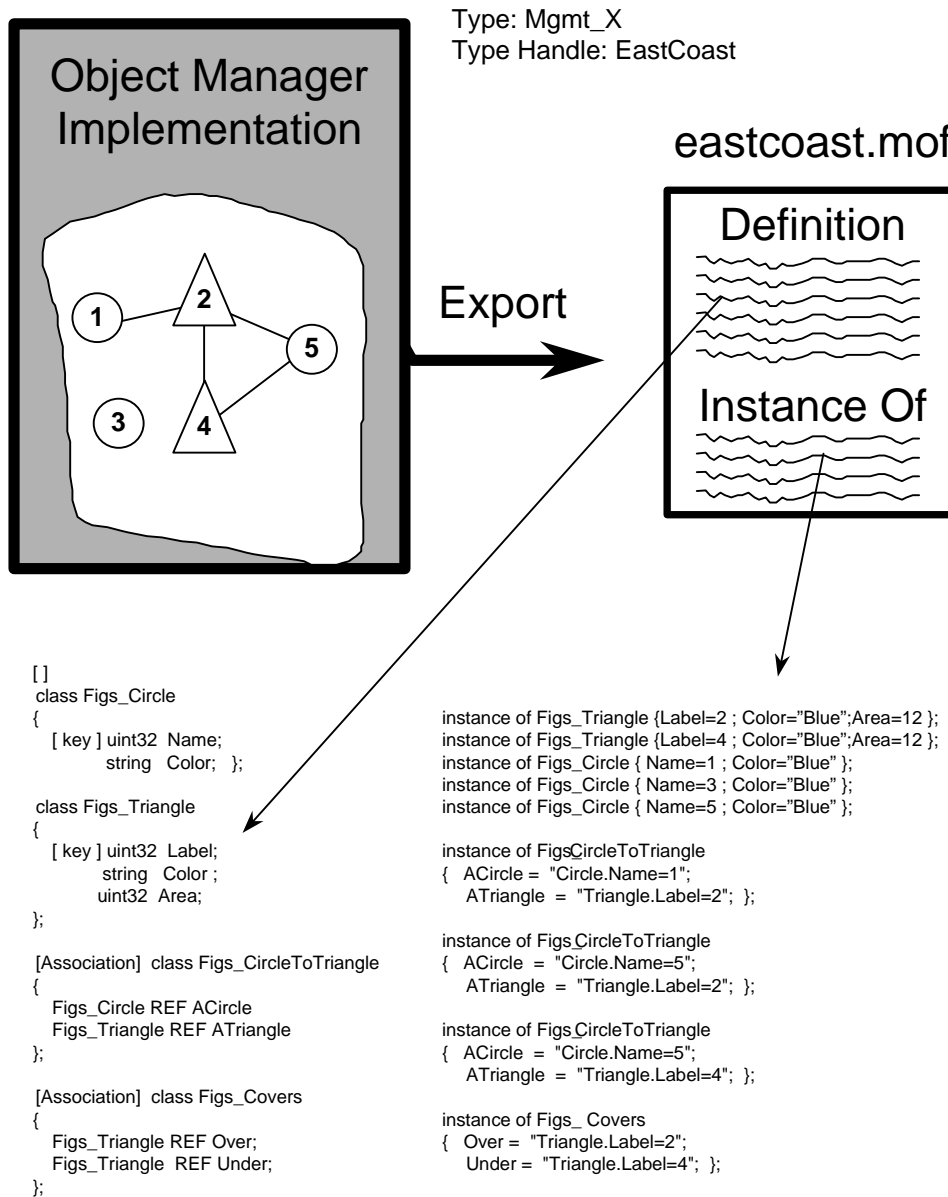 Type: Mgmt_X
Type Handle: EastCoast
Object Manager
Implementation
eastcoast.mof
Definition
1
2
5
3
4
Export
Instance Of
[ ]
class Figs_Circle
{
[ key ] uint32 Name;
string Color; };
class Figs_Triangle
{
[ key ] uint32 Label;
string Color ;
uint32 Area;
};
[Association] class Figs_CircleToTriangle
{
Figs_Circle REF ACircle
Figs_Triangle REF ATriangle
};
[Association] class Figs_Covers
{
Figs_Triangle REF Over;
Figs_Triangle REF Under;
};
instance of Figs_Triangle {Label=2 ; Color=”Blue”;Area=12 };
instance of Figs_Triangle {Label=4 ; Color=”Blue”;Area=12 };
instance of Figs_Circle { Name=1 ; Color=”Blue” };
instance of Figs_Circle { Name=3 ; Color=”Blue” };
instance of Figs_Circle { Name=5 ; Color=”Blue” };
instance of Figs_CircleToTriangle
{ ACircle = "Circle.Name=1";
ATriangle = "Triangle.Label=2"; };
instance of Figs_CircleToTriangle
{ ACircle = "Circle.Name=5";
ATriangle = "Triangle.Label=2"; };
instance of Figs_CircleToTriangle
{ ACircle = "Circle.Name=5";
ATriangle = "Triangle.Label=4"; };
instance of Figs_ Covers
{ Over = "Triangle.Label=2";
Under = "Triangle.Label=4"; };